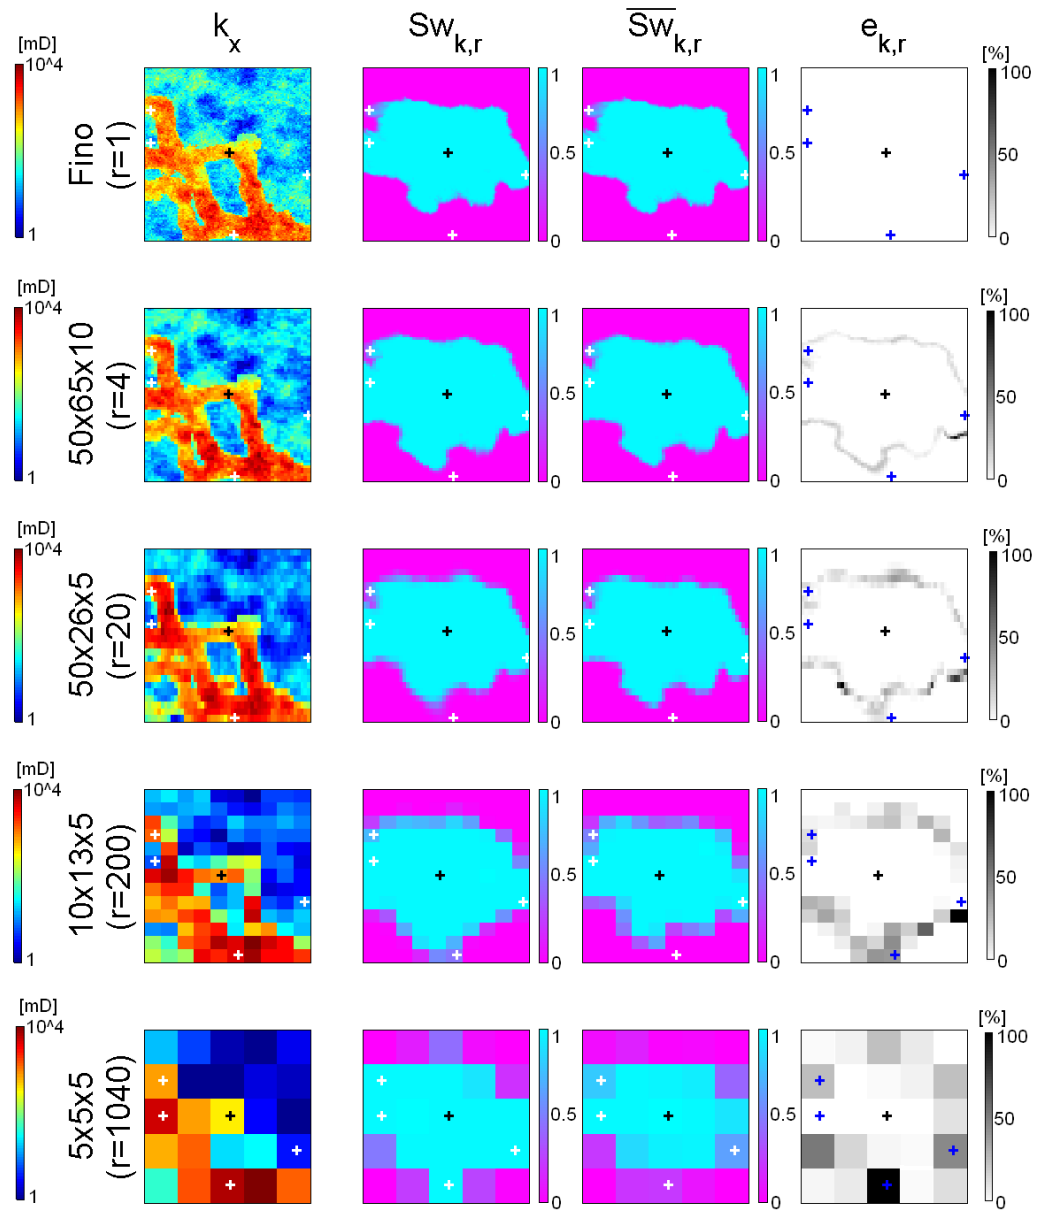 k_x Sw_k,r Sw_k,r e_k,r
[mD] [%]
10^4 1 1 100
Fino
(r=1)
0.5 0.5 50
1 0 0 0
[mD] [%]
10^4 1 1 100
50x65x10
(r=4)
0.5 0.5 50
1 0 0 0
[mD] [%]
10^4 1 1 100
50x26x5
(r=20)
0.5 0.5 50
1 0 0 0
[mD] [%]
10^4 1 1 100
10x13x5
(r=200)
0.5 0.5 50
1 0 0 0
[mD] [%]
10^4 1 1 100
5x5x5
(r=1040)
0.5 0.5 50
1 0 0 0